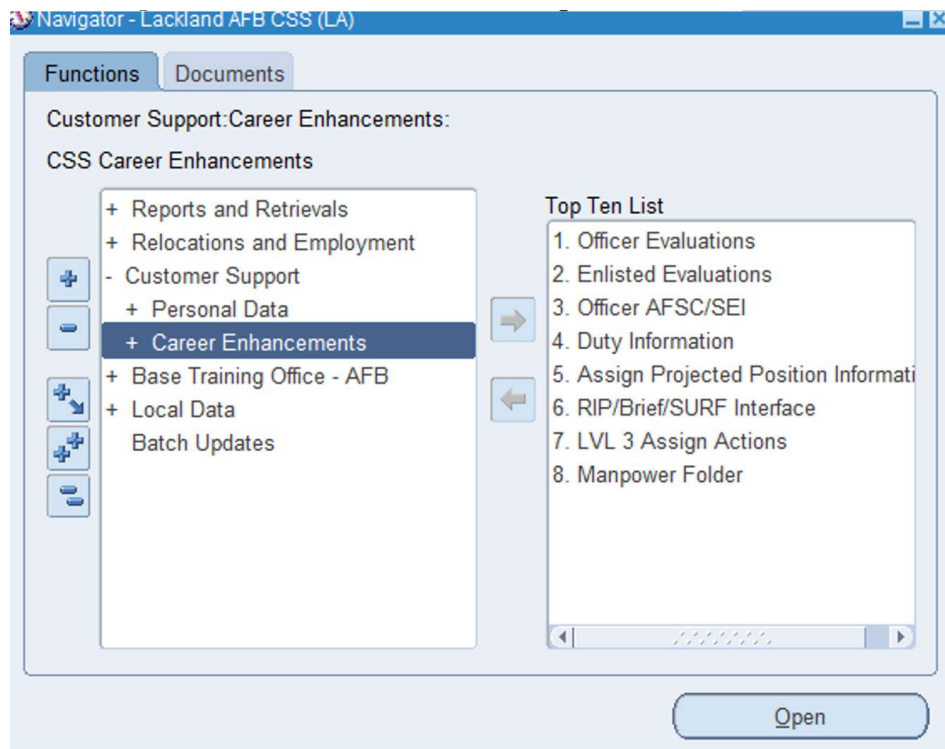 Navigator - Lackland AFB CSS (LA)
Functions
Documents
Customer Support:Career Enhancements:
CSS Career Enhancements
+ Reports and Retrievals
+ Relocations and Employment
- Customer Support
+ Personal Data
+ Career Enhancements
+ Base Training Office - AFB
+ Local Data
Batch Updates
Top Ten List
1. Officer Evaluations
2. Enlisted Evaluations
3. Officer AFSC/SEI
4. Duty Information
5. Assign Projected Position Informati
6. RIP/Brief/SURF Interface
7. LVL 3 Assign Actions
8. Manpower Folder
Open